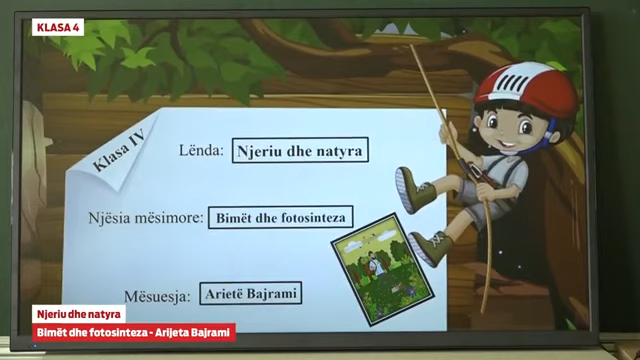 KLASA 4
Klasa IV
Lënda: Njeriu dhe natyra
Njësia mësimore: Bimët dhe fotosinteza
Mësuesja: Arietë Bajrami
Njeriu dhe natyra
Bimët dhe fotosinteza - Arijeta Bajrami